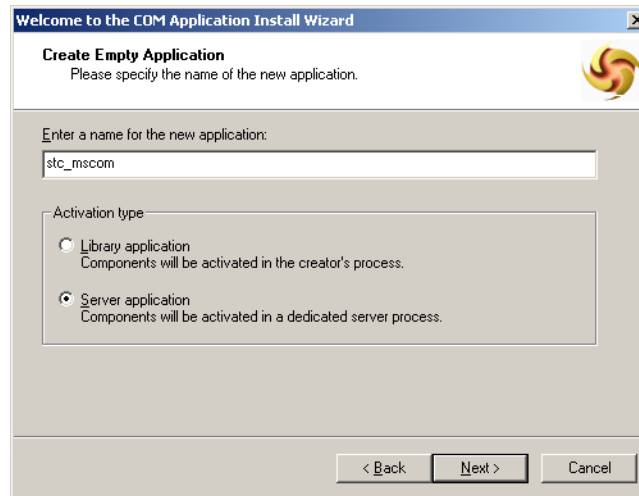 Welcome to the COM Application Install Wizard
Create Empty Application
Please specify the name of the new application.
Enter a name for the new application:
stc_mscom
Activation type
Library application
Components will be activated in the creator's process.
Server application
Components will be activated in a dedicated server process.
< Back Next > Cancel